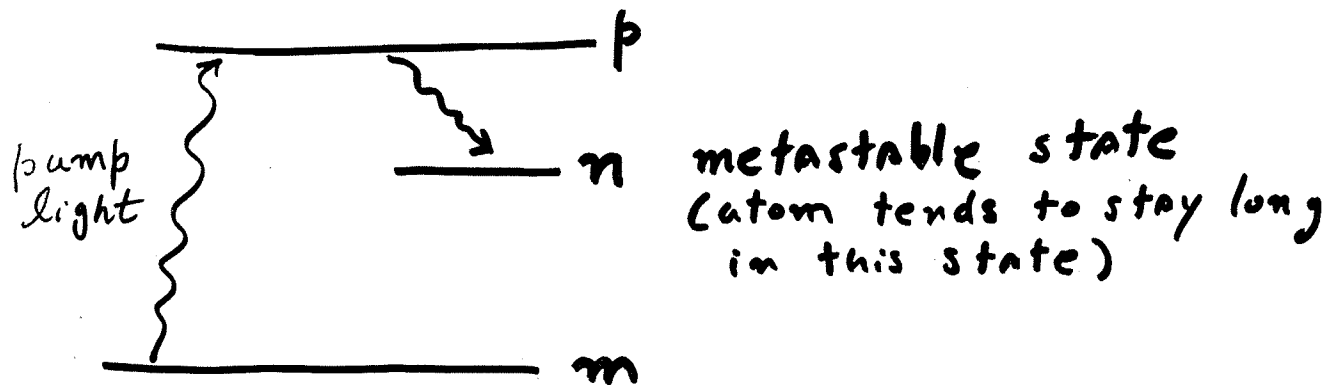 p
pump
light
n
metastable state
(atom tends to stay long
in this state)
m